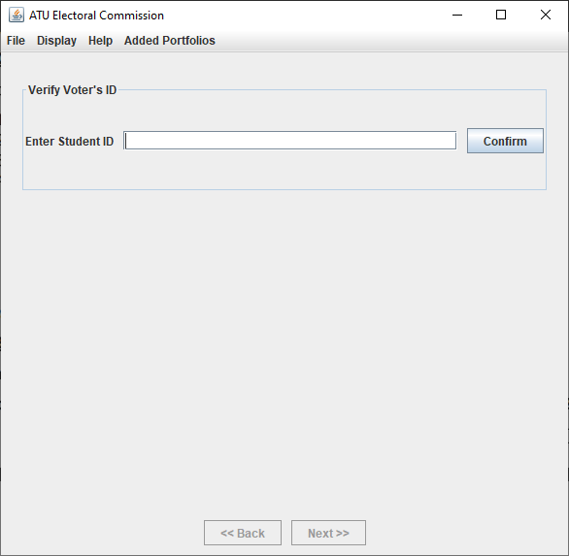 ATU Electoral Commission
File Display Help Added Portfolios
Verify Voter's ID
Enter Student ID Confirm
<< Back Next >>